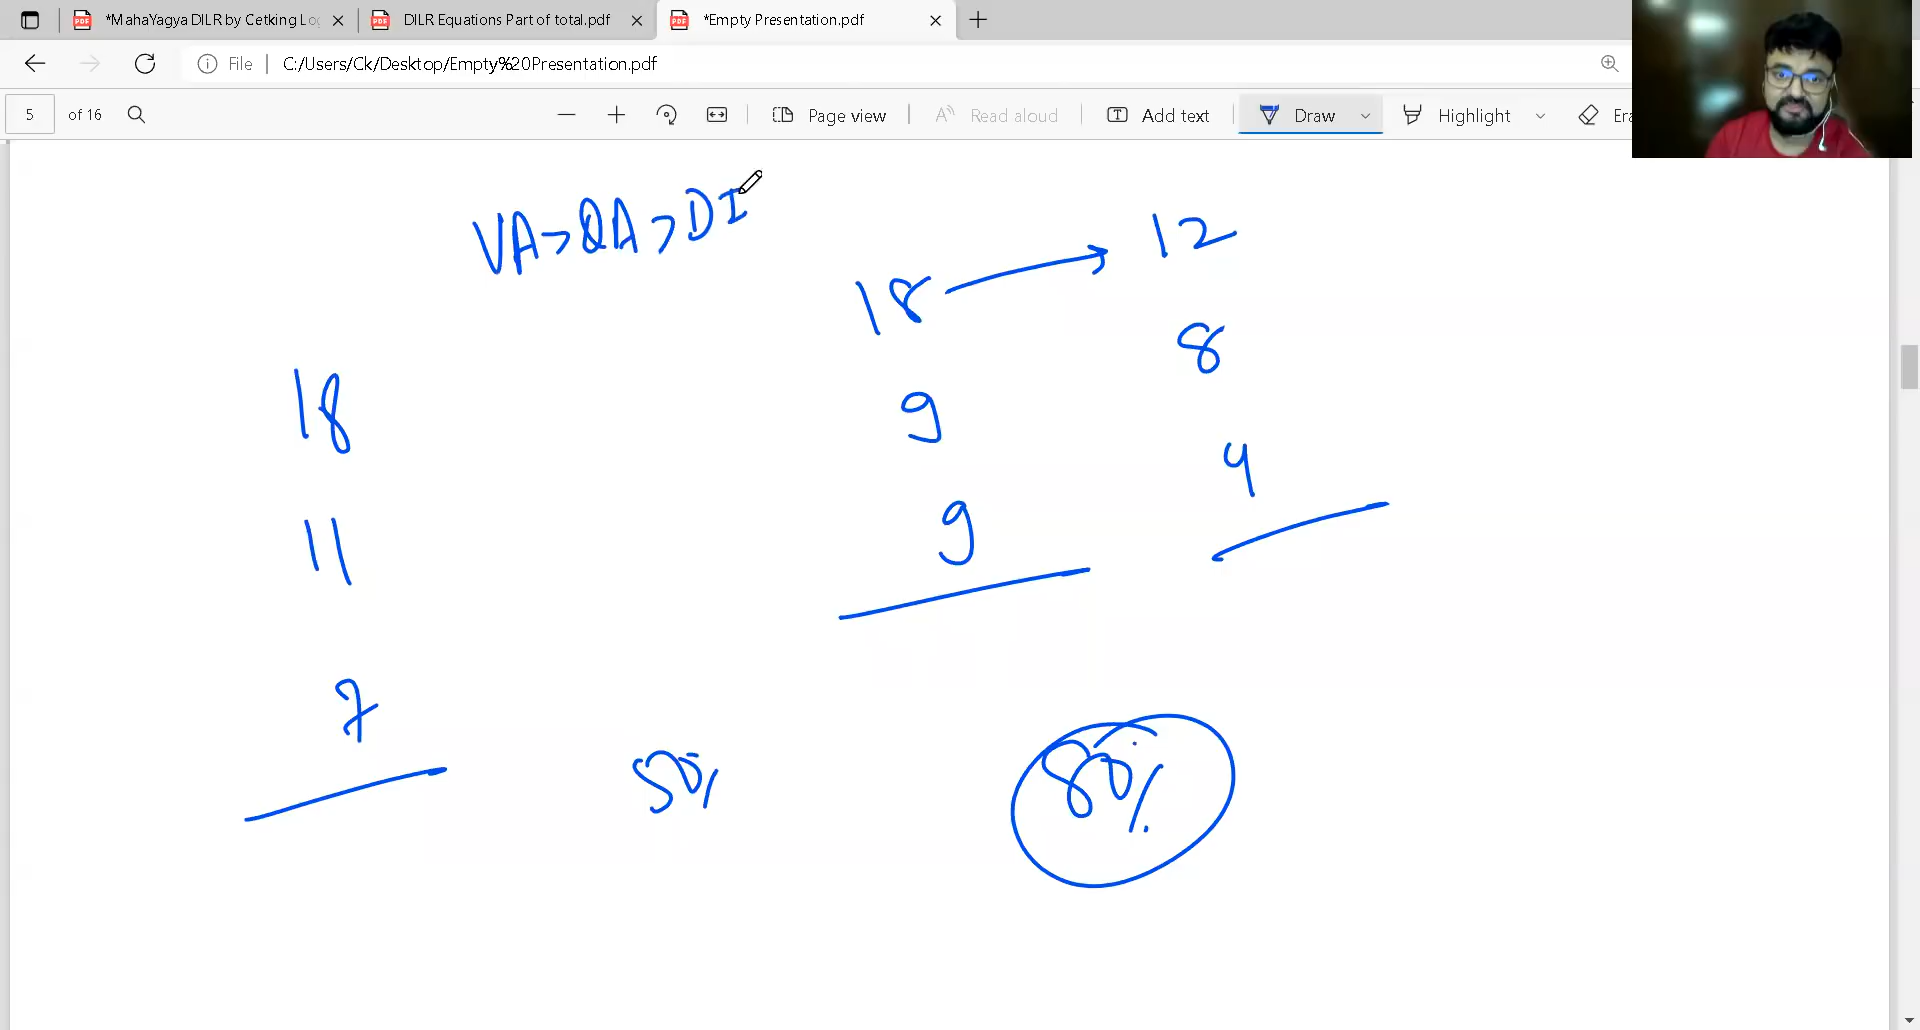 *MahaYagya DILR by Cetking Lo
DILR Equations Part of total.pdf
*Empty Presentation.pdf
File
C:/Users/Ck/Desktop/Empty%20Presentation.pdf
5 of 16
Page view
Read aloud
Add text
Draw
Highlight
Era
VA>QA>DI
18
11
7
18
9
9
12
8
4
50%
80%